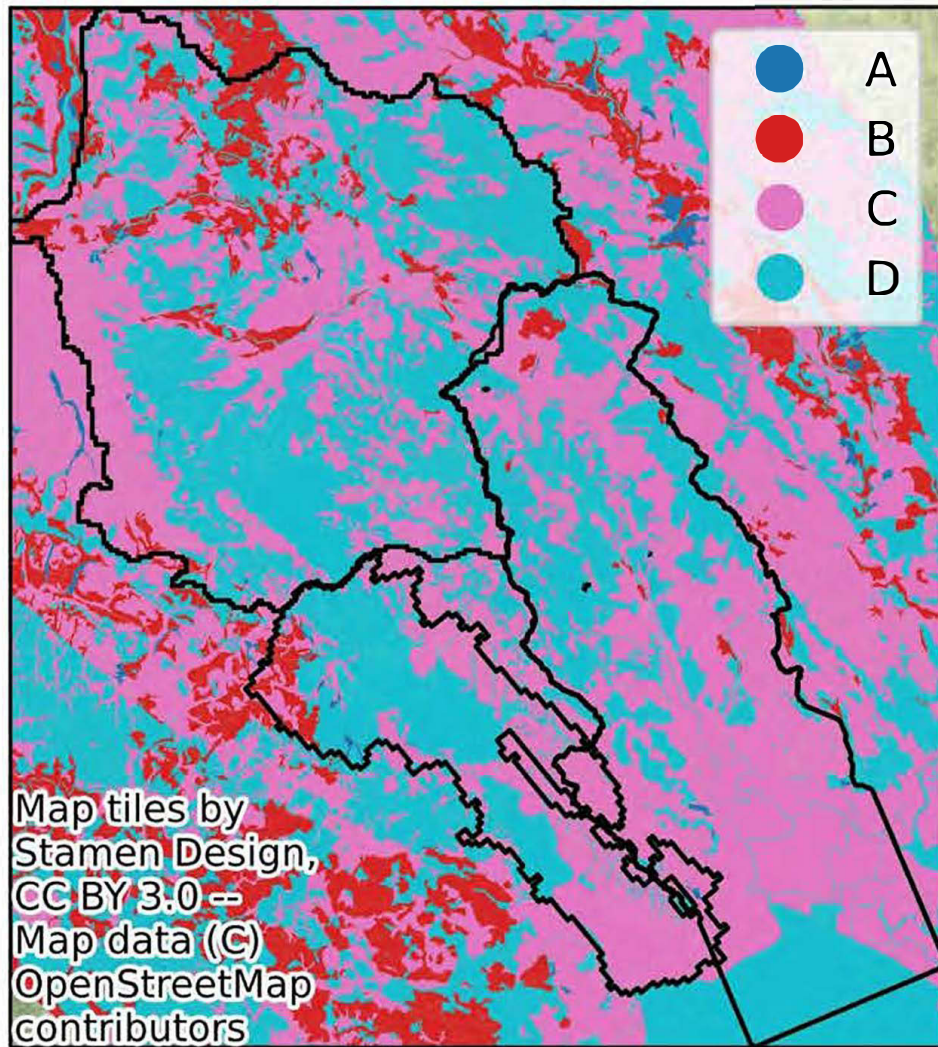 A
B
C
D
Map tiles by
Stamen Design,
CC BY 3.0 --
Map data (C)
OpenStreetMap
contributors